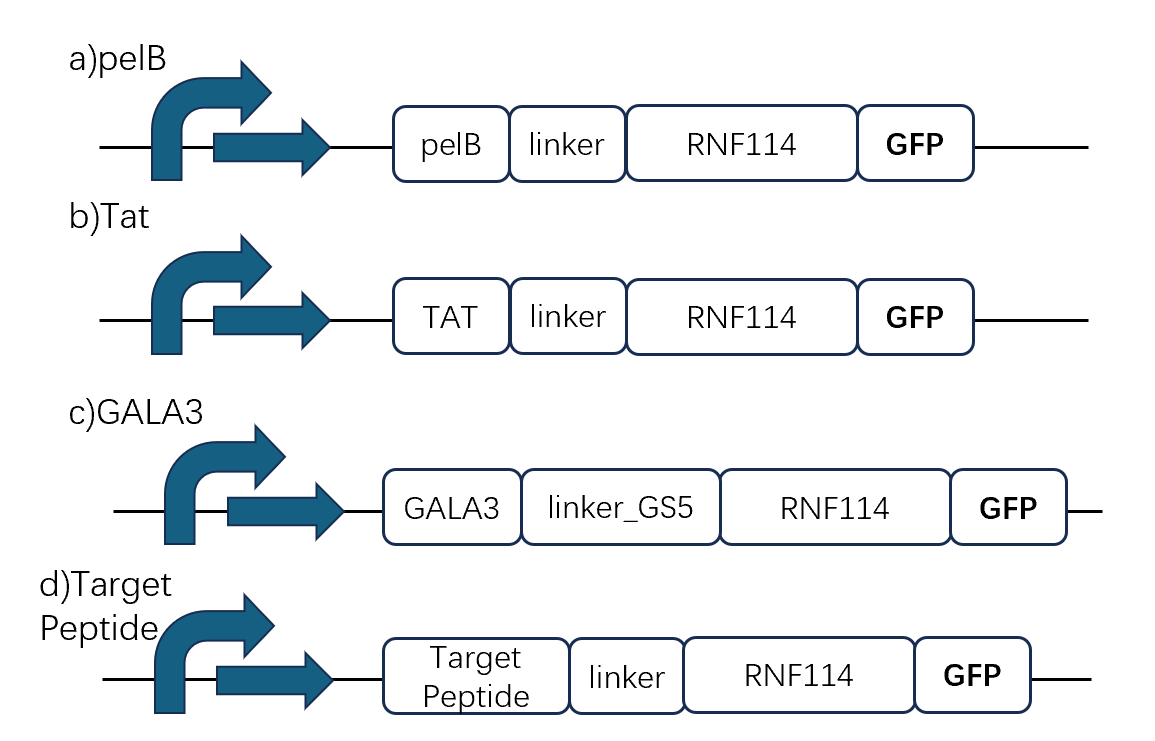 a)pelB
pelB linker RNF114 GFP
b)Tat
TAT linker RNF114 GFP
c)GALA3
GALA3 linker_GS5 RNF114 GFP
d)Target
Peptide
Target
Peptide linker RNF114 GFP